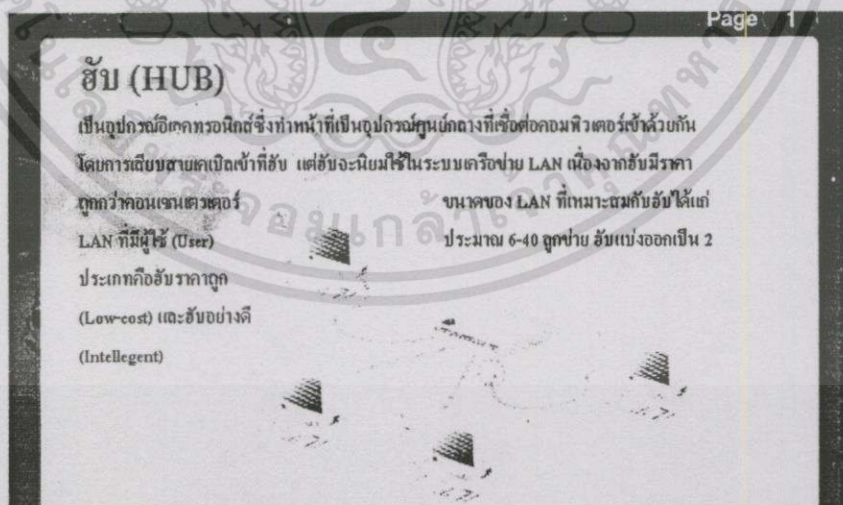 Page 1
ฮับ (HUB)
เป็นอุปกรณ์อิเลคทรอนิกส์ซึ่งทำหน้าที่เป็นอุปกรณ์ศูนย์กลางที่เชื่อต่อคอมพิวเตอร์เข้าด้วยกัน
โดยการเสียบสายเคเบิลเข้าที่ฮับ แต่ฮับจะนิยมใช้ในระบบเครือข่าย LAN เนื่องจากฮับมีราคา
ถูกกว่าคอนเซนเตรเตอร์ ขนาดของ LAN ที่เหมาะสมกับฮับได้แก่
LAN ที่มีผู้ใช้ (User) ประมาณ 6-40 ลูกข่าย ฮับแบ่งออกเป็น 2
ประเภทคือฮับราคาถูก
(Low-cost) และฮับอย่างดี
(Intellegent)